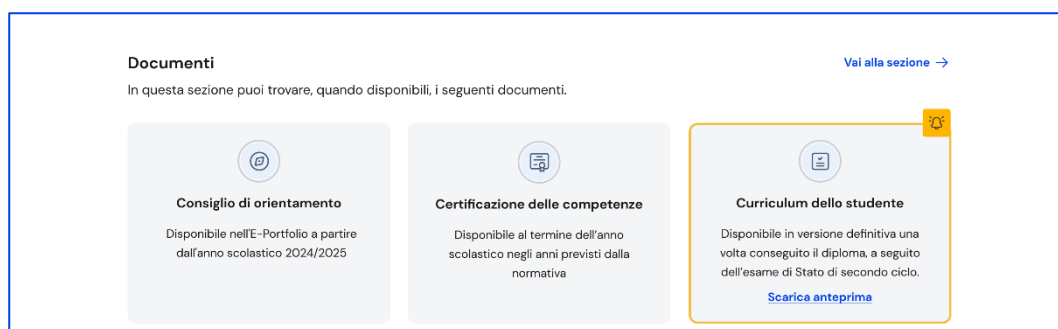 Documenti
Vai alla sezione →
In questa sezione puoi trovare, quando disponibili, i seguenti documenti.
Consiglio di orientamento
Disponibile nell'E-Portfolio a partire
dall'anno scolastico 2024/2025
Certificazione delle competenze
Disponibile al termine dell'anno
scolastico negli anni previsti dalla
normativa
Curriculum dello studente
Disponibile in versione definitiva una
volta conseguito il diploma, a seguito
dell'esame di Stato di secondo ciclo.
Scarica anteprima